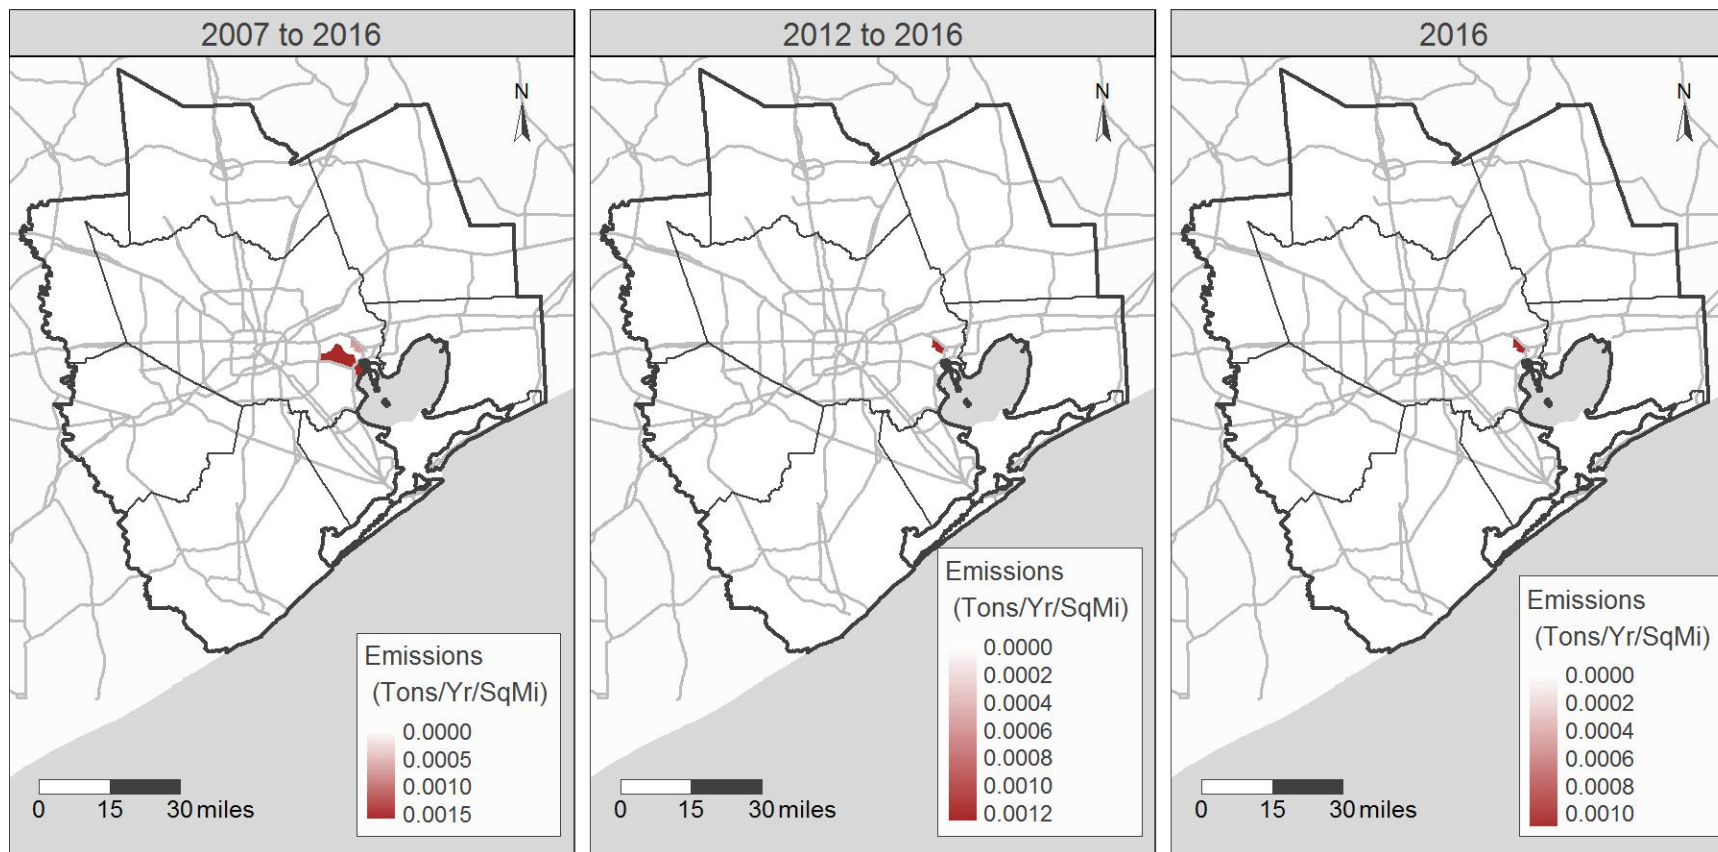 2007 to 2016
N
Emissions
(Tons/Yr/SqMi)
0.0000
0.0005
0.0010
0.0015
0 15 30 miles
2012 to 2016
N
Emissions
(Tons/Yr/SqMi)
0.0000
0.0002
0.0004
0.0006
0.0008
0.0010
0.0012
0 15 30 miles
2016
N
Emissions
(Tons/Yr/SqMi)
0.0000
0.0002
0.0004
0.0006
0.0008
0.0010
0 15 30 miles